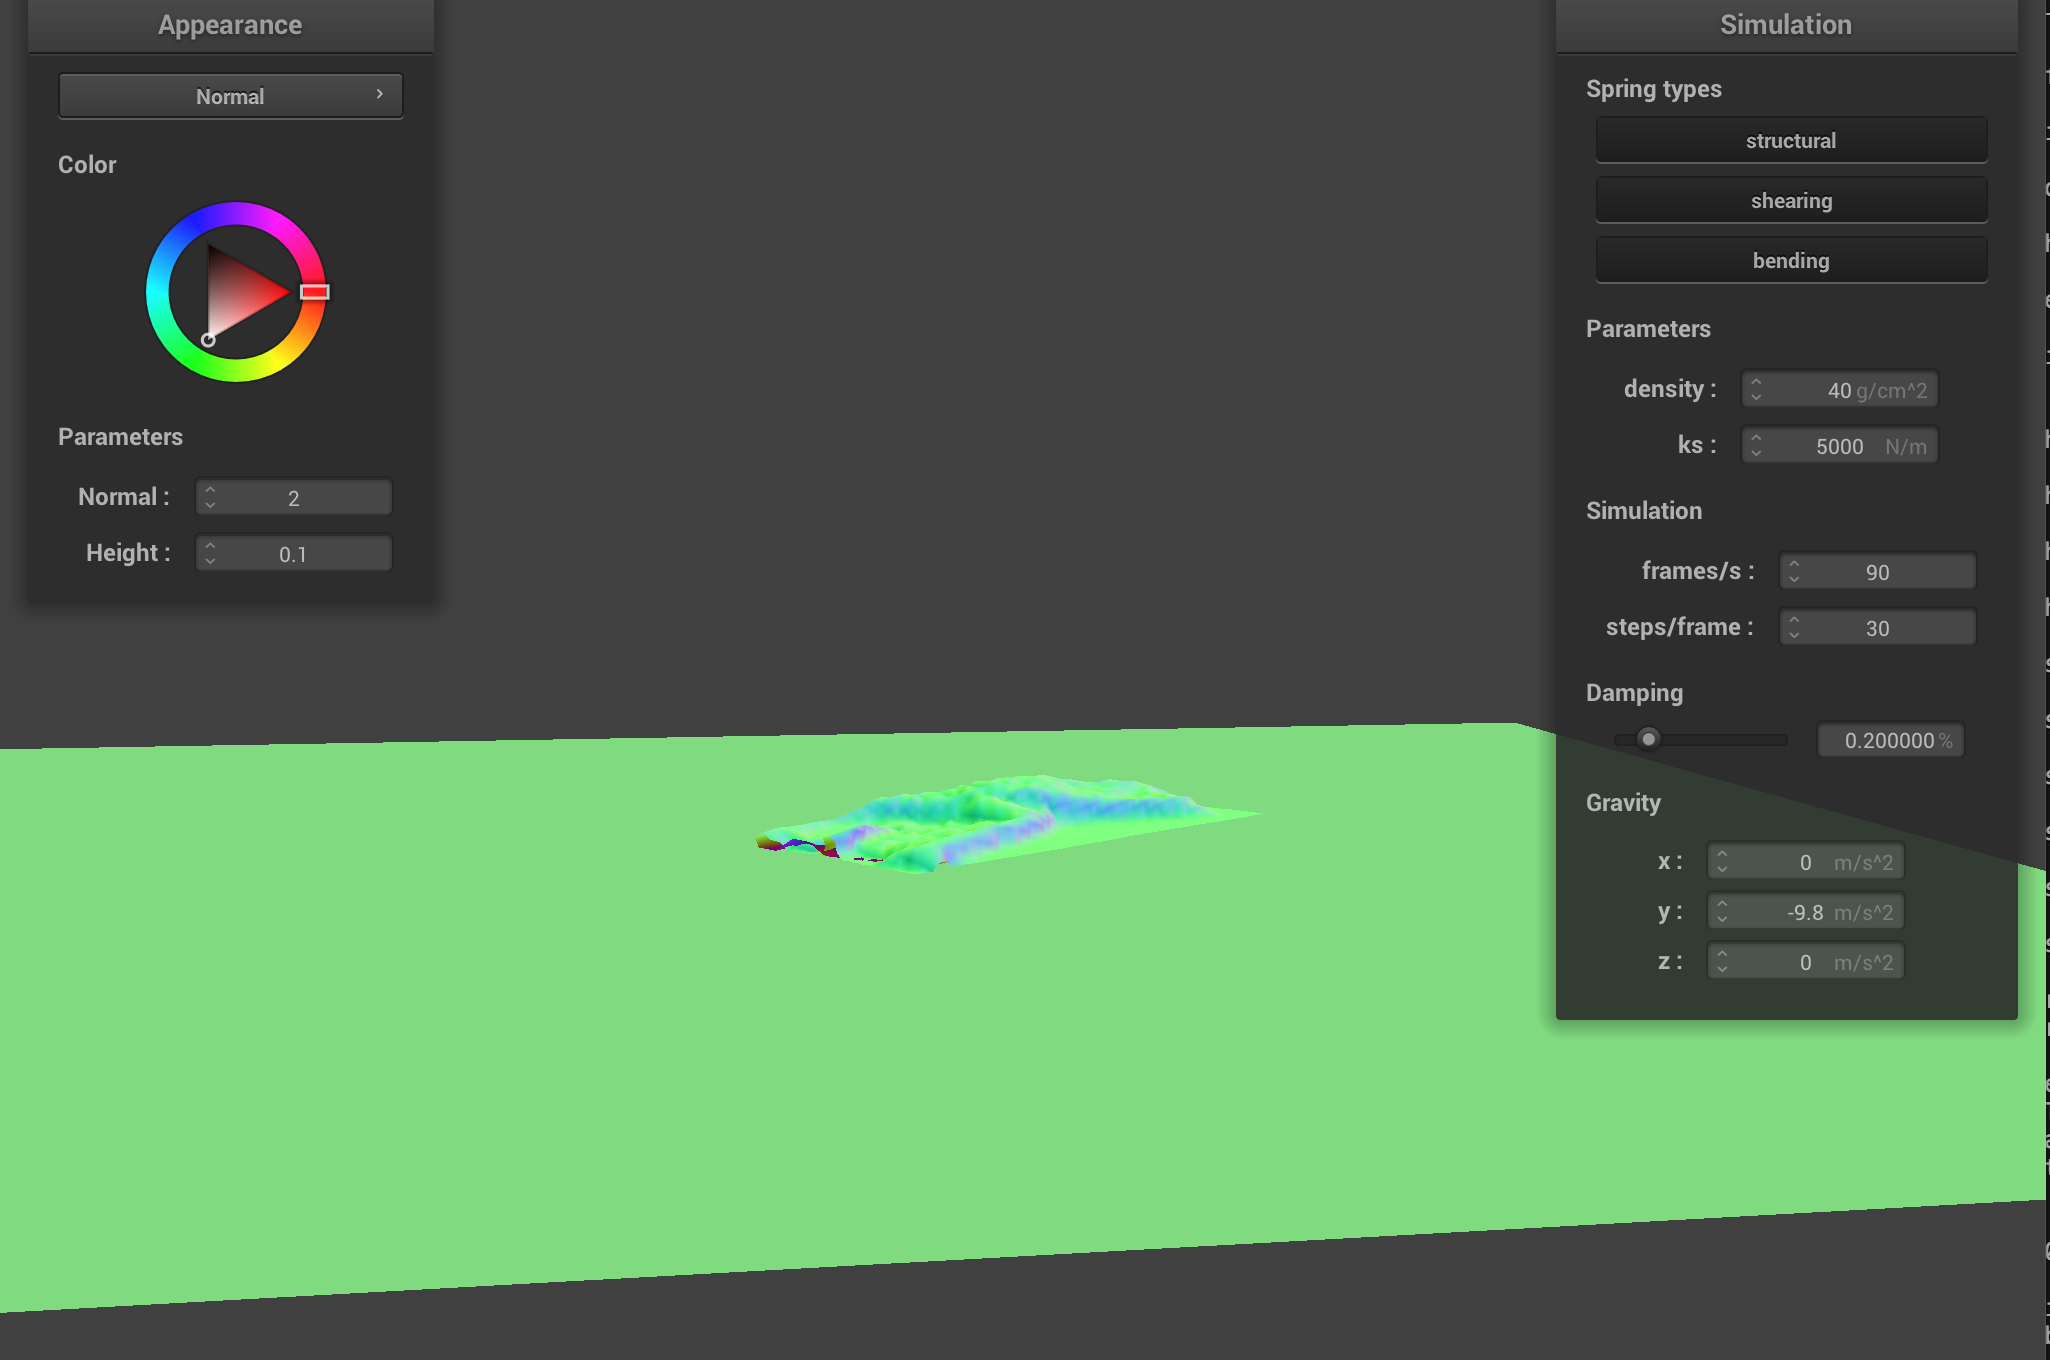 Appearance
Normal
Color
Parameters
Normal : 2
Height : 0.1
Simulation
Spring types
structural
shearing
bending
Parameters
density : 40 g/cm^2
ks : 5000 N/m
Simulation
frames/s : 90
steps/frame : 30
Damping
0.200000 %
Gravity
x : 0 m/s^2
y : -9.8 m/s^2
z : 0 m/s^2